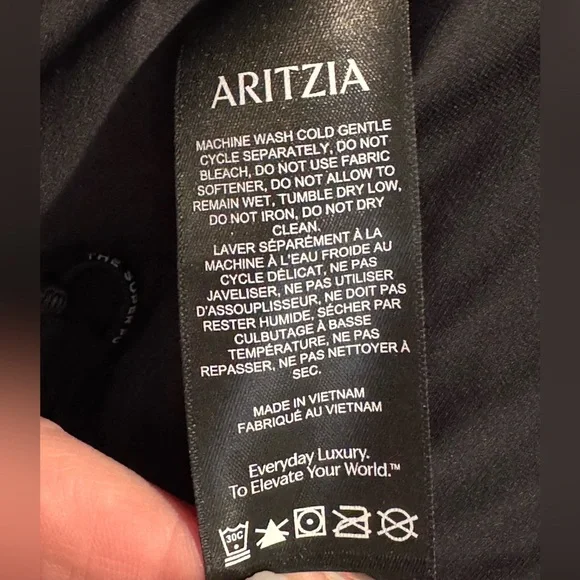 ARITZIA
MACHINE WASH COLD GENTLE
CYCLE SEPARATELY, DO NOT
BLEACH, DO NOT USE FABRIC
SOFTENER, DO NOT ALLOW TO
REMAIN WET, TUMBLE DRY LOW,
DO NOT IRON, DO NOT DRY
CLEAN.
LAVER SÉPARÉMENT À LA
MACHINE À L'EAU FROIDE AU
CYCLE DÉLICAT, NE PAS
JAVELISER, NE PAS UTILISER
D'ASSOUPLISSEUR, NE DOIT PAS
RESTER HUMIDE, SÉCHER PAR
CULBUTAGE À BASSE
TEMPÉRATURE, NE PAS
REPASSER, NE PAS NETTOYER À
SEC.
MADE IN VIETNAM
FABRIQUÉ AU VIETNAM
Everyday Luxury.
To Elevate Your World.™
30C
THE SUPER